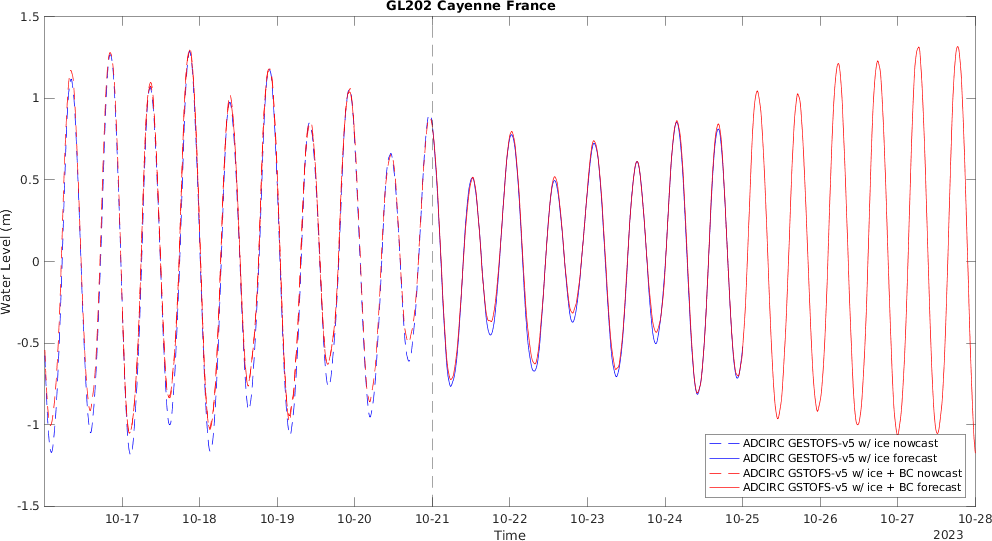 GL202 Cayenne France
1.5
1
0.5
0
-0.5
-1
-1.5
Water Level (m)
10-17 10-18 10-19 10-20 10-21 10-22 10-23 10-24 10-25 10-26 10-27 10-28
Time
2023
ADCIRC GESTOFS-v5 w/ ice nowcast
ADCIRC GESTOFS-v5 w/ ice forecast
ADCIRC GSTOFS-v5 w/ ice + BC nowcast
ADCIRC GSTOFS-v5 w/ ice + BC forecast